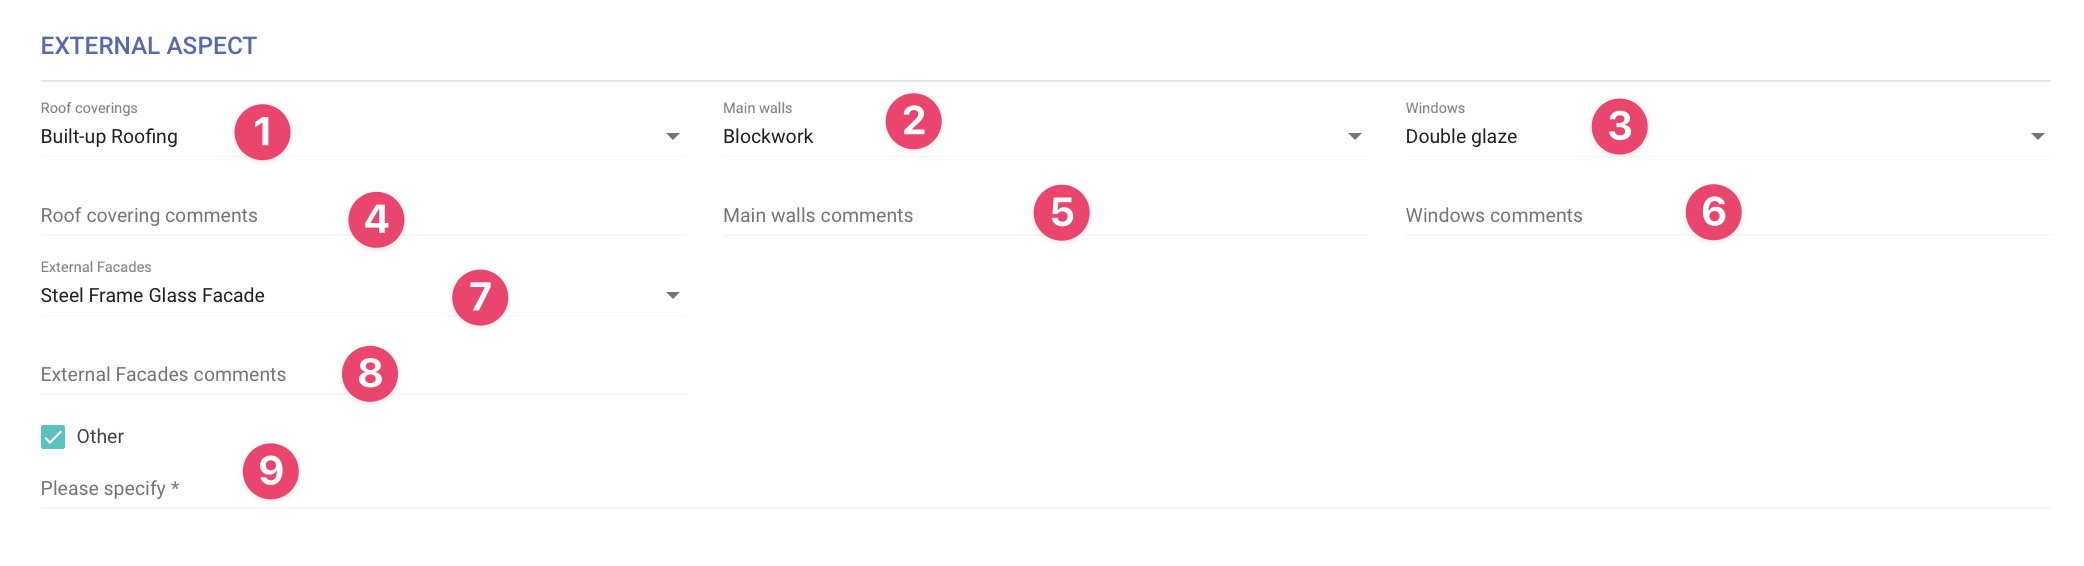 EXTERNAL ASPECT
Roof coverings
Built-up Roofing
1
Main walls
Blockwork
2
Windows
Double glaze
3
Roof covering comments
4
Main walls comments
5
Windows comments
6
External Facades
Steel Frame Glass Facade
7
External Facades comments
8
Other
Please specify *
9